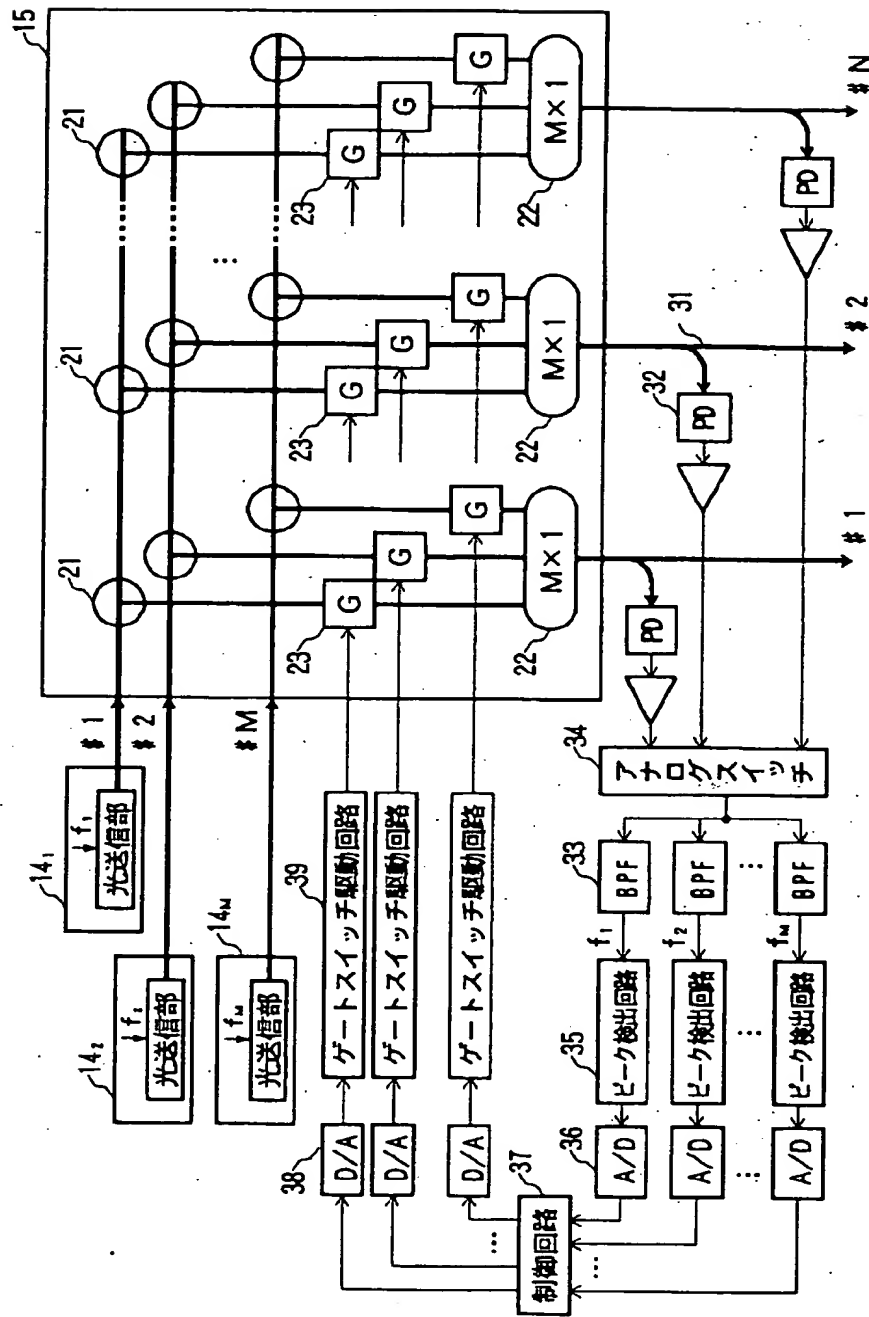 15
21
21
21
G
G
G
G
G
G
G
G
G
23
23
23
M×1
M×1
M×1
22
22
22
#1
#2
#M
14₁
f₁
光送信部
14₂
f₂
光送信部
14M
fM
光送信部
31
32
PD
PD
PD
#1
#2
#N
34
アナログスイッチ
39
ゲートスイッチ駆動回路
ゲートスイッチ駆動回路
ゲートスイッチ駆動回路
38
D/A
D/A
D/A
37
制御回路
33
BPF
BPF
BPF
f₁
f₂
fM
35
ピーク検出回路
ピーク検出回路
ピーク検出回路
36
A/D
A/D
A/D